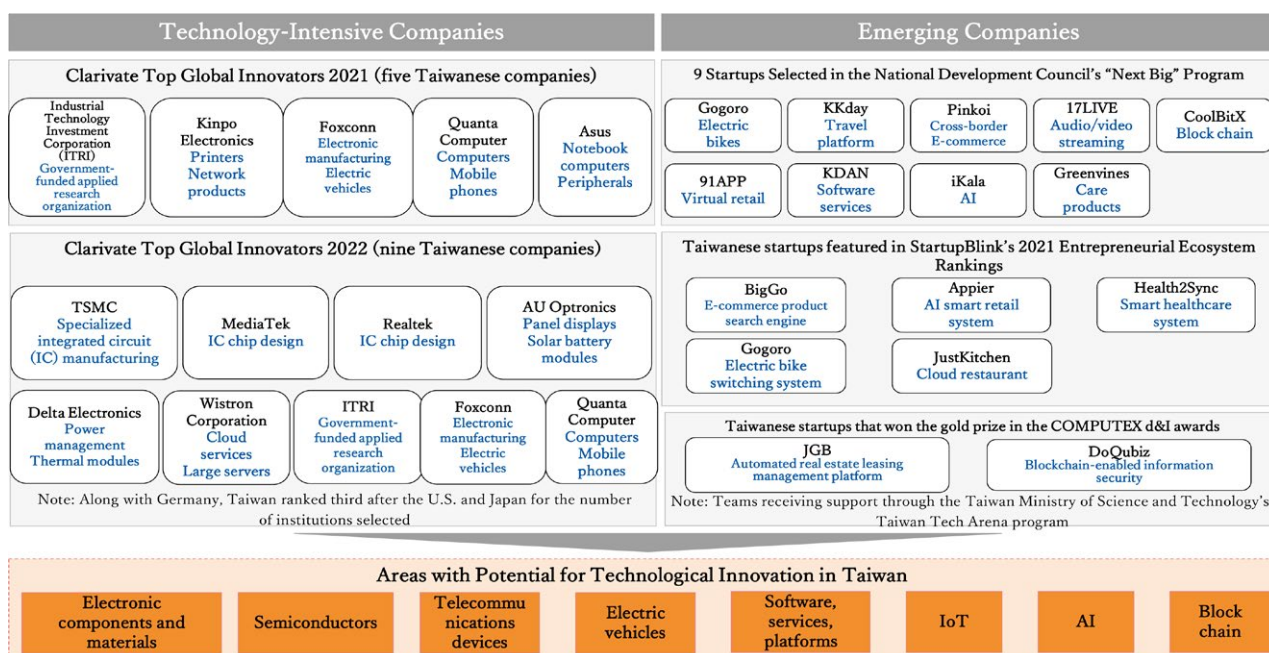 Technology-Intensive Companies
Clarivate Top Global Innovators 2021 (five Taiwanese companies)
Industrial
Technology
Investment
Corporation
(ITRI)
Government-
funded applied
research
organization
Kinpo
Electronics
Printers
Network
products
Foxconn
Electronic
manufacturing
Electric
vehicles
Quanta
Computer
Computers
Mobile
phones
Asus
Notebook
computers
Peripherals
Clarivate Top Global Innovators 2022 (nine Taiwanese companies)
TSMC
Specialized
integrated circuit
(IC) manufacturing
MediaTek
IC chip design
Realtek
IC chip design
AU Optronics
Panel displays
Solar battery
modules
Delta Electronics
Power
management
Thermal modules
Wistron
Corporation
Cloud
services
Large servers
ITRI
Government-
funded applied
research
organization
Foxconn
Electronic
manufacturing
Electric
vehicles
Quanta
Computer
Computers
Mobile
phones
Note: Along with Germany, Taiwan ranked third after the U.S. and Japan for the number
of institutions selected
Emerging Companies
9 Startups Selected in the National Development Council's “Next Big” Program
Gogoro
Electric
bikes
KKday
Travel
platform
Pinkoi
Cross-border
E-commerce
17LIVE
Audio/video
streaming
CoolBitX
Block chain
91APP
Virtual retail
KDAN
Software
services
iKala
AI
Greenvines
Care
products
Taiwanese startups featured in StartupBlink's 2021 Entrepreneurial Ecosystem
Rankings
BigGo
E-commerce product
search engine
Appier
AI smart retail
system
Health2Sync
Smart healthcare
system
Gogoro
Electric bike
switching system
JustKitchen
Cloud restaurant
Taiwanese startups that won the gold prize in the COMPUTEX d&I awards
JGB
Automated real estate leasing
management platform
DoQubiz
Blockchain-enabled information
security
Note: Teams receiving support through the Taiwan Ministry of Science and Technology's
Taiwan Tech Arena program
Areas with Potential for Technological Innovation in Taiwan
Electronic
components and
materials
Semiconductors
Telecommu
nications
devices
Electric
vehicles
Software,
services,
platforms
IoT
AI
Block
chain